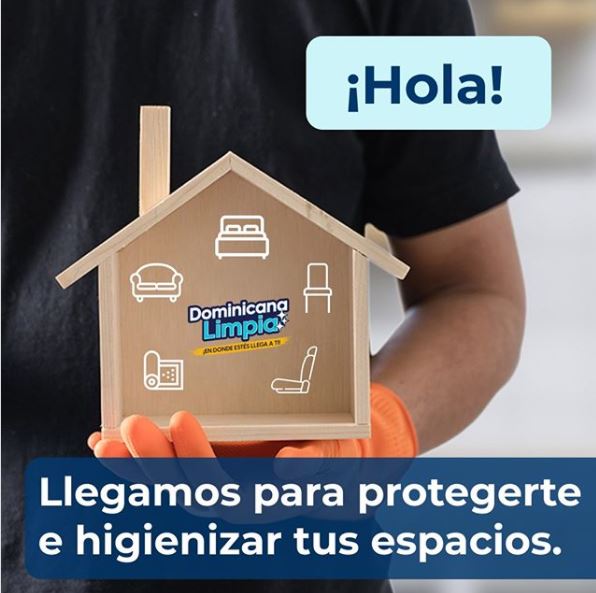 ¡Hola!
Dominicana
Limpia
¡EN DONDE ESTÉS LLEGA A TI!
Llegamos para protegerte
e higienizar tus espacios.